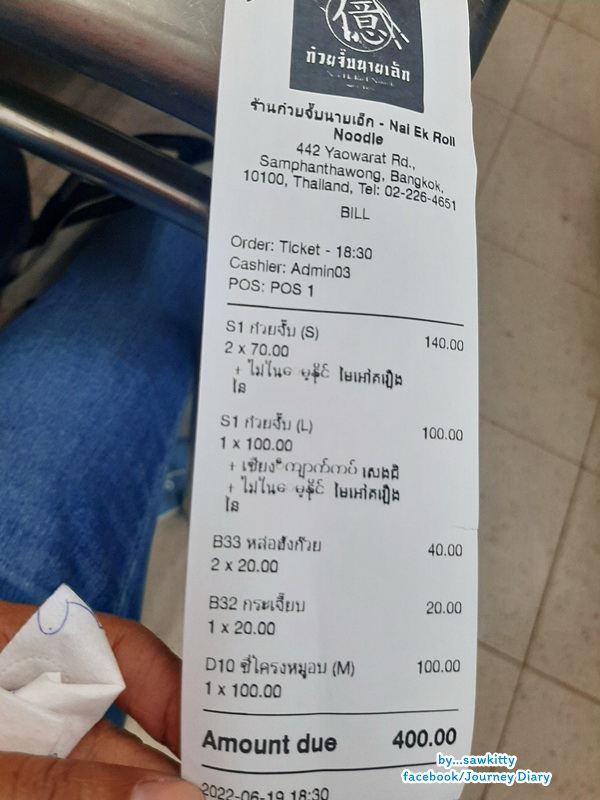 億
ก๋วยจั๊บนายเอ็ก
ร้านก๋วยจั๊บนายเอ็ก - Nai Ek Roll
Noodle
442 Yaowarat Rd.,
Samphanthawong, Bangkok,
10100, Thailand, Tel: 02-226-4651
BILL
Order: Ticket - 18:30
Cashier: Admin03
POS: POS 1
S1 ก๋วยจั๊บ (S) 140.00
2 x 70.00
+ ไม่ใน
S1 ก๋วยจั๊บ (L) 100.00
1 x 100.00
+ เซียง
+ ไม่ใน
B33 หล่อฮังก๊วย 40.00
2 x 20.00
B32 กระเจี๊ยบ 20.00
1 x 20.00
D10 ซี่โครงหมูอบ (M) 100.00
1 x 100.00
Amount due 400.00
2022-06-19 18:30
by...sawkitty
facebook/Journey Diary